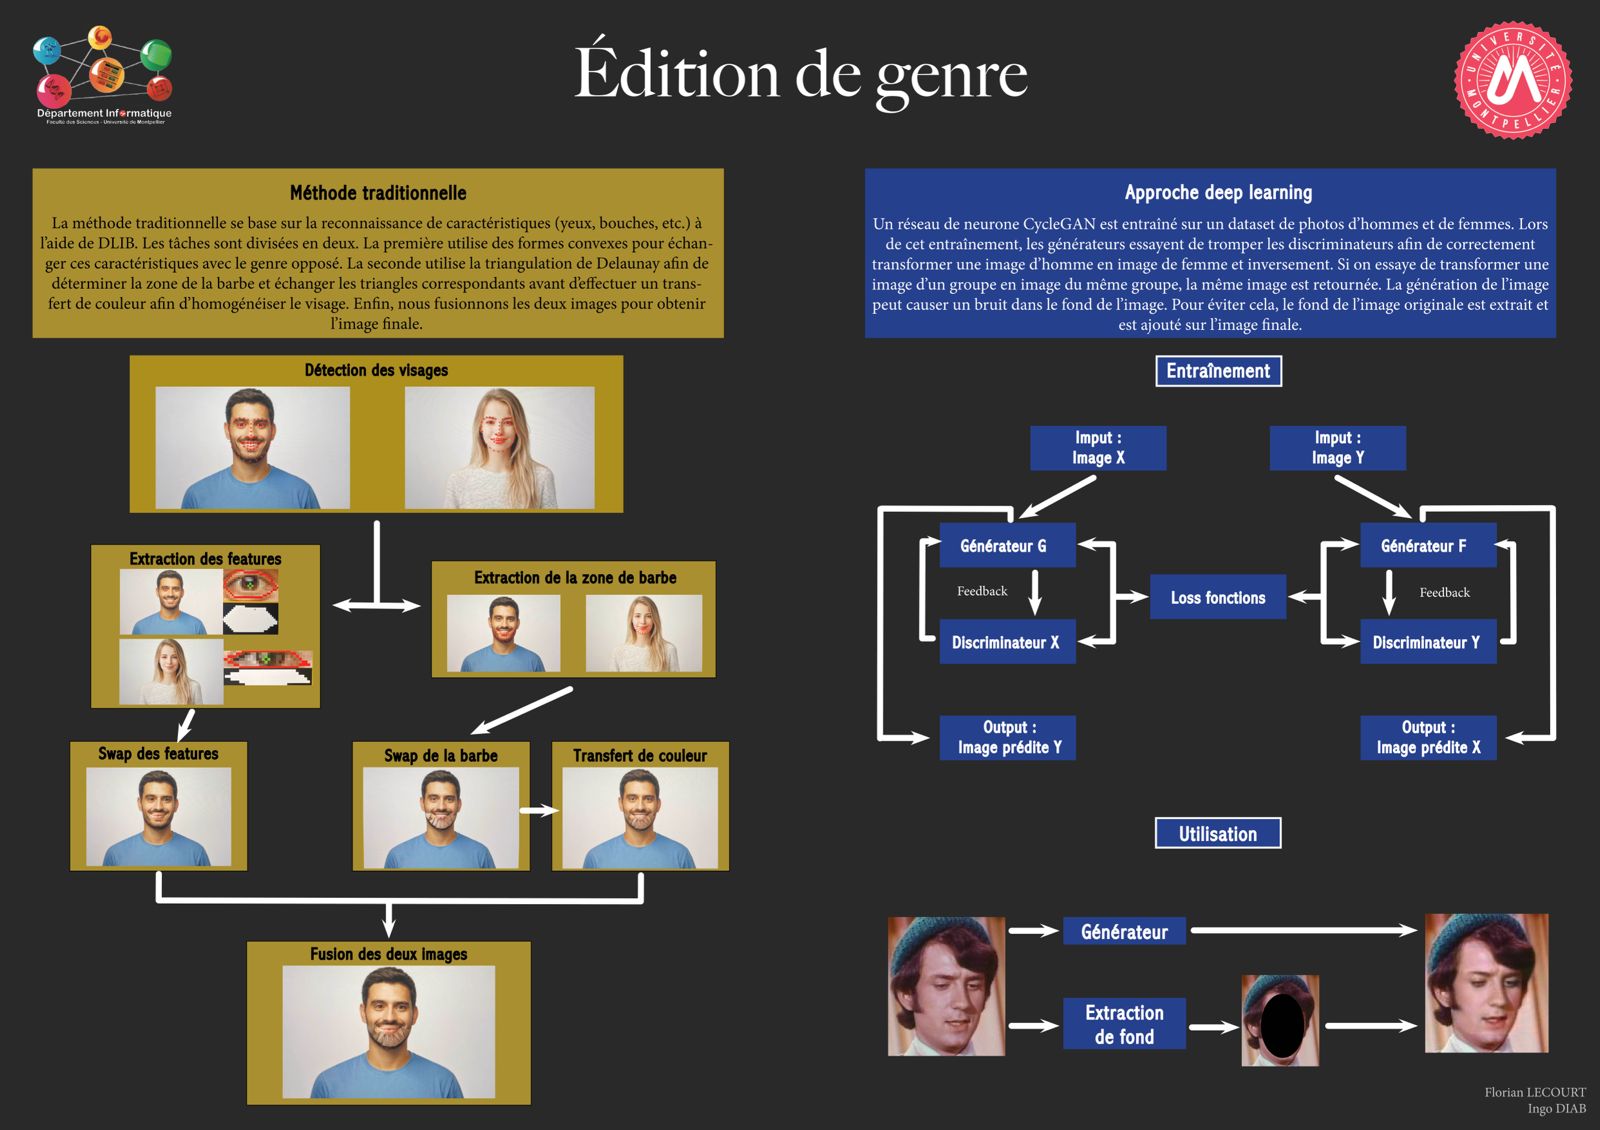 Édition de genre
Département Informatique
Faculté des Sciences - Université de Montpellier
UNIVERSITÉ
MONTPELLIER
Méthode traditionnelle
La méthode traditionnelle se base sur la reconnaissance de caractéristiques (yeux, bouches, etc.) à
l'aide de DLIB. Les tâches sont divisées en deux. La première utilise des formes convexes pour échan-
ger ces caractéristiques avec le genre opposé. La seconde utilise la triangulation de Delaunay afin de
déterminer la zone de la barbe et échanger les triangles correspondants avant d'effectuer un trans-
fert de couleur afin d'homogénéiser le visage. Enfin, nous fusionnons les deux images pour obtenir
l'image finale.
Détection des visages
Extraction des features
Extraction de la zone de barbe
Swap des features
Swap de la barbe
Transfert de couleur
Fusion des deux images
Approche deep learning
Un réseau de neurone CycleGAN est entraîné sur un dataset de photos d'hommes et de femmes. Lors
de cet entraînement, les générateurs essayent de tromper les discriminateurs afin de correctement
transformer une image d'homme en image de femme et inversement. Si on essaye de transformer une
image d'un groupe en image du même groupe, la même image est retournée. La génération de l'image
peut causer un bruit dans le fond de l'image. Pour éviter cela, le fond de l'image originale est extrait et
est ajouté sur l'image finale.
Entraînement
Imput :
Image X
Imput :
Image Y
Générateur G
Générateur F
Feedback
Loss fonctions
Feedback
Discriminateur X
Discriminateur Y
Output :
Image prédite Y
Output :
Image prédite X
Utilisation
Générateur
Extraction
de fond
Florian LECOURT
Ingo DIAB